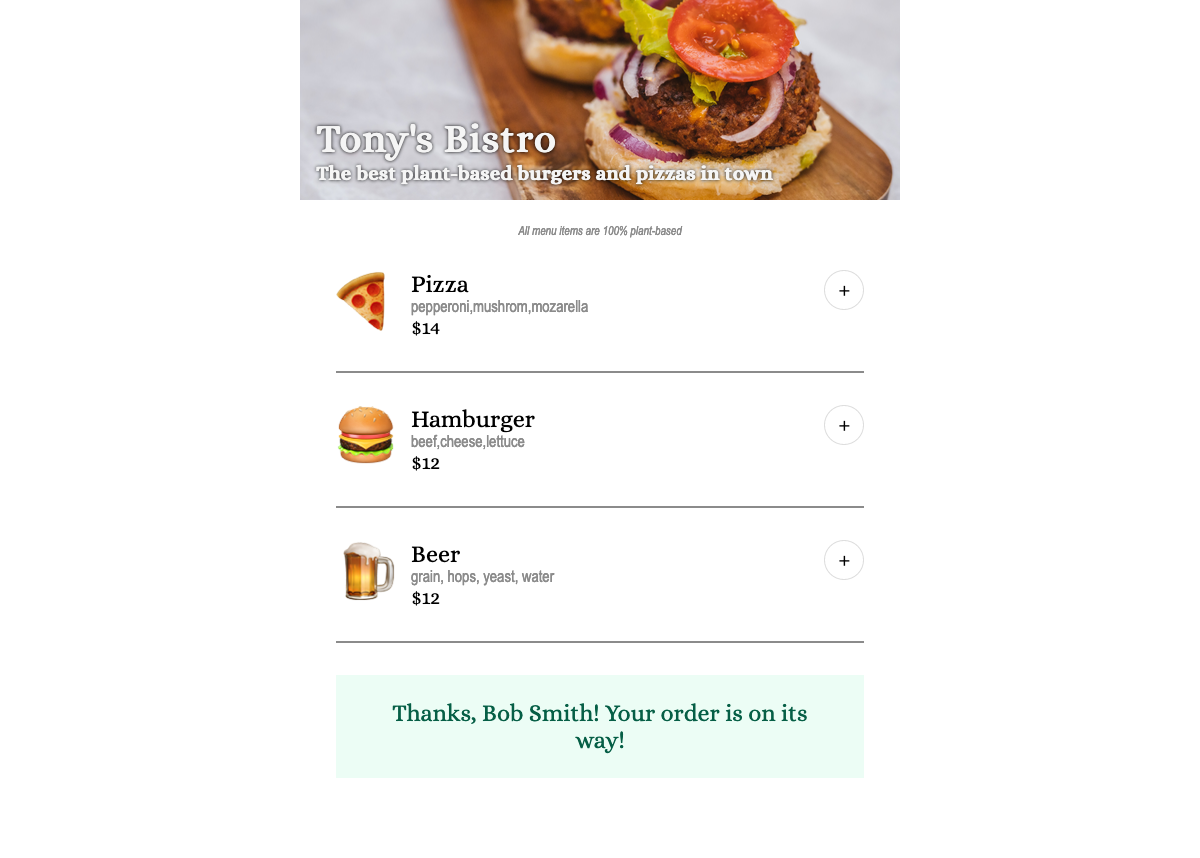 Tony's Bistro
The best plant-based burgers and pizzas in town
All menu items are 100% plant-based
Pizza
pepperoni,mushrom,mozarella
$14
+
Hamburger
beef,cheese,lettuce
$12
+
Beer
grain, hops, yeast, water
$12
+
Thanks, Bob Smith! Your order is on its
way!